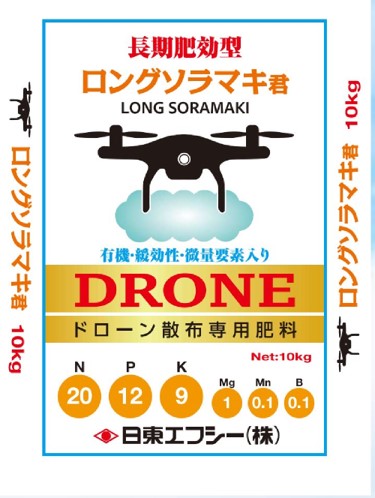 長期肥効型
ロングソラマキ君
LONG SORAMAKI
有機・緩効性・微量要素入り
DRONE
ドローン散布専用肥料
Net:10kg
N P K
20 12 9
Mg Mn B
1 0.1 0.1
日東エフシー(株)
ロングソラマキ君 10kg
ロングソラマキ君 10kg